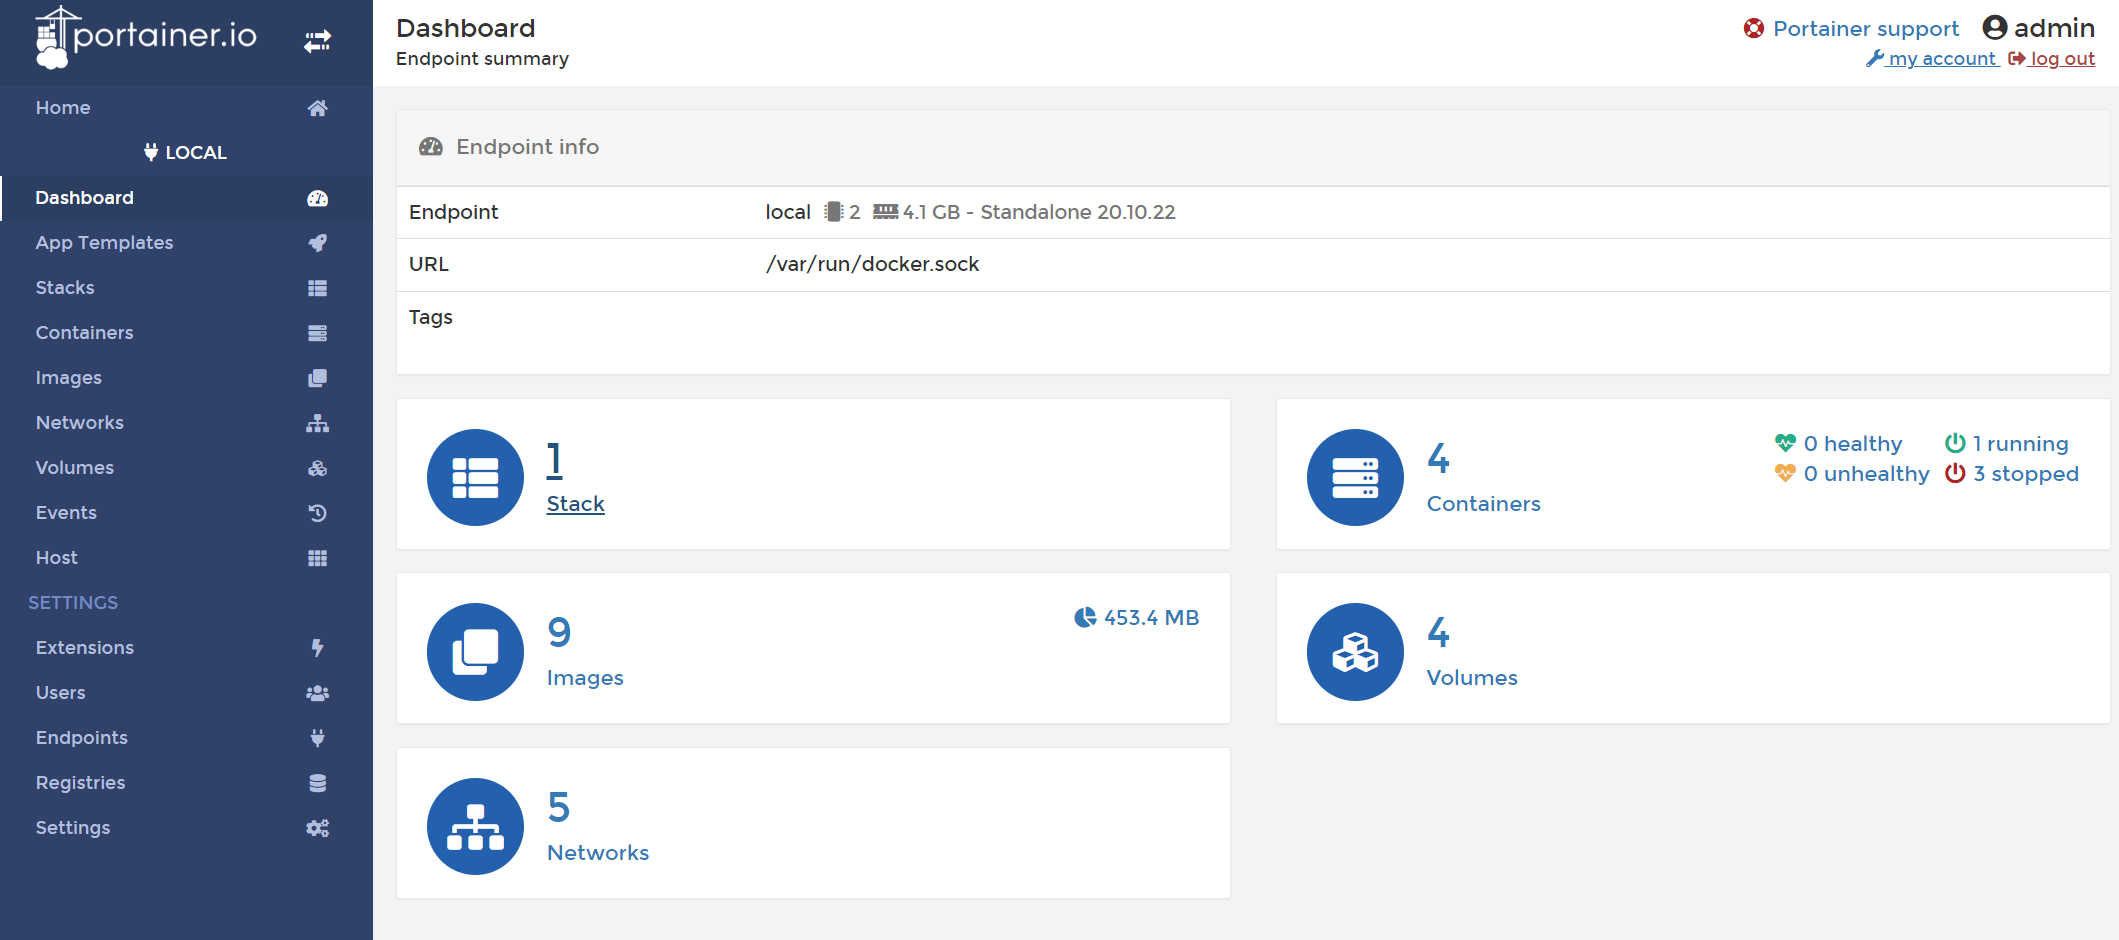 portainer.io
Home
LOCAL
Dashboard
App Templates
Stacks
Containers
Images
Networks
Volumes
Events
Host
SETTINGS
Extensions
Users
Endpoints
Registries
Settings
Dashboard
Endpoint summary
Portainer support admin
my account log out
Endpoint info
Endpoint local 2 4.1 GB - Standalone 20.10.22
URL /var/run/docker.sock
Tags
1
Stack
4
Containers
0 healthy 1 running
0 unhealthy 3 stopped
9
Images
453.4 MB
4
Volumes
5
Networks